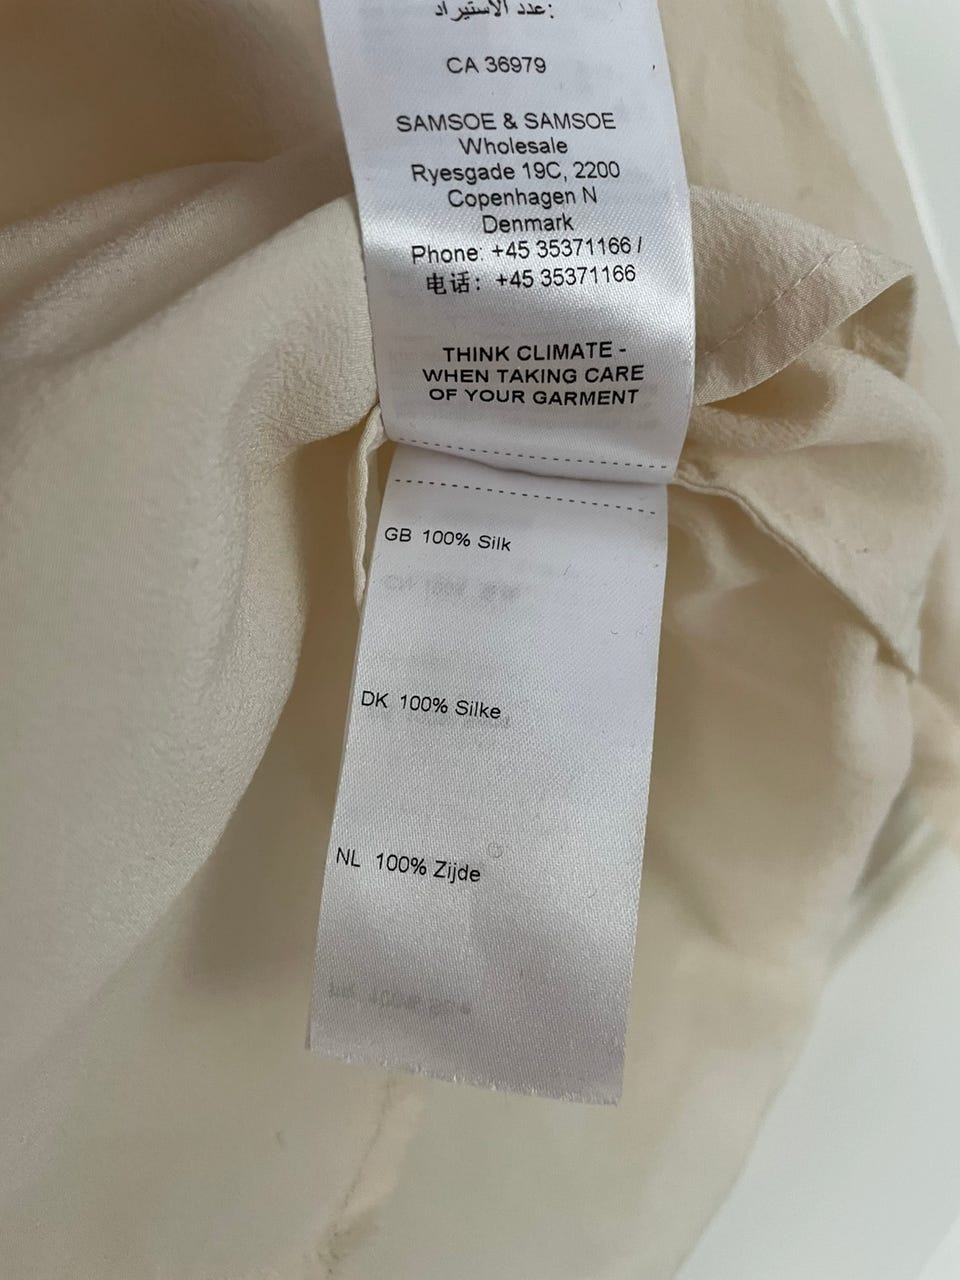 عدد الاستيراد:
CA 36979
SAMSOE & SAMSOE
Wholesale
Ryesgade 19C, 2200
Copenhagen N
Denmark
Phone: +45 35371166 /
电话: +45 35371166
THINK CLIMATE -
WHEN TAKING CARE
OF YOUR GARMENT
GB 100% Silk
DK 100% Silke
NL 100% Zijde